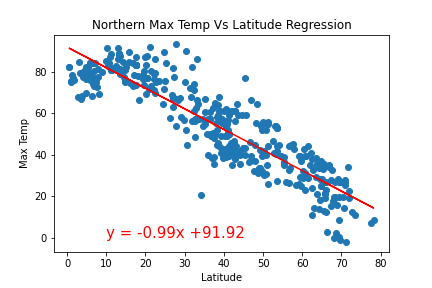 Northern Max Temp Vs Latitude Regression
Max Temp
80
60
40
20
0
y = -0.99x +91.92
0 10 20 30 40 50 60 70 80
Latitude